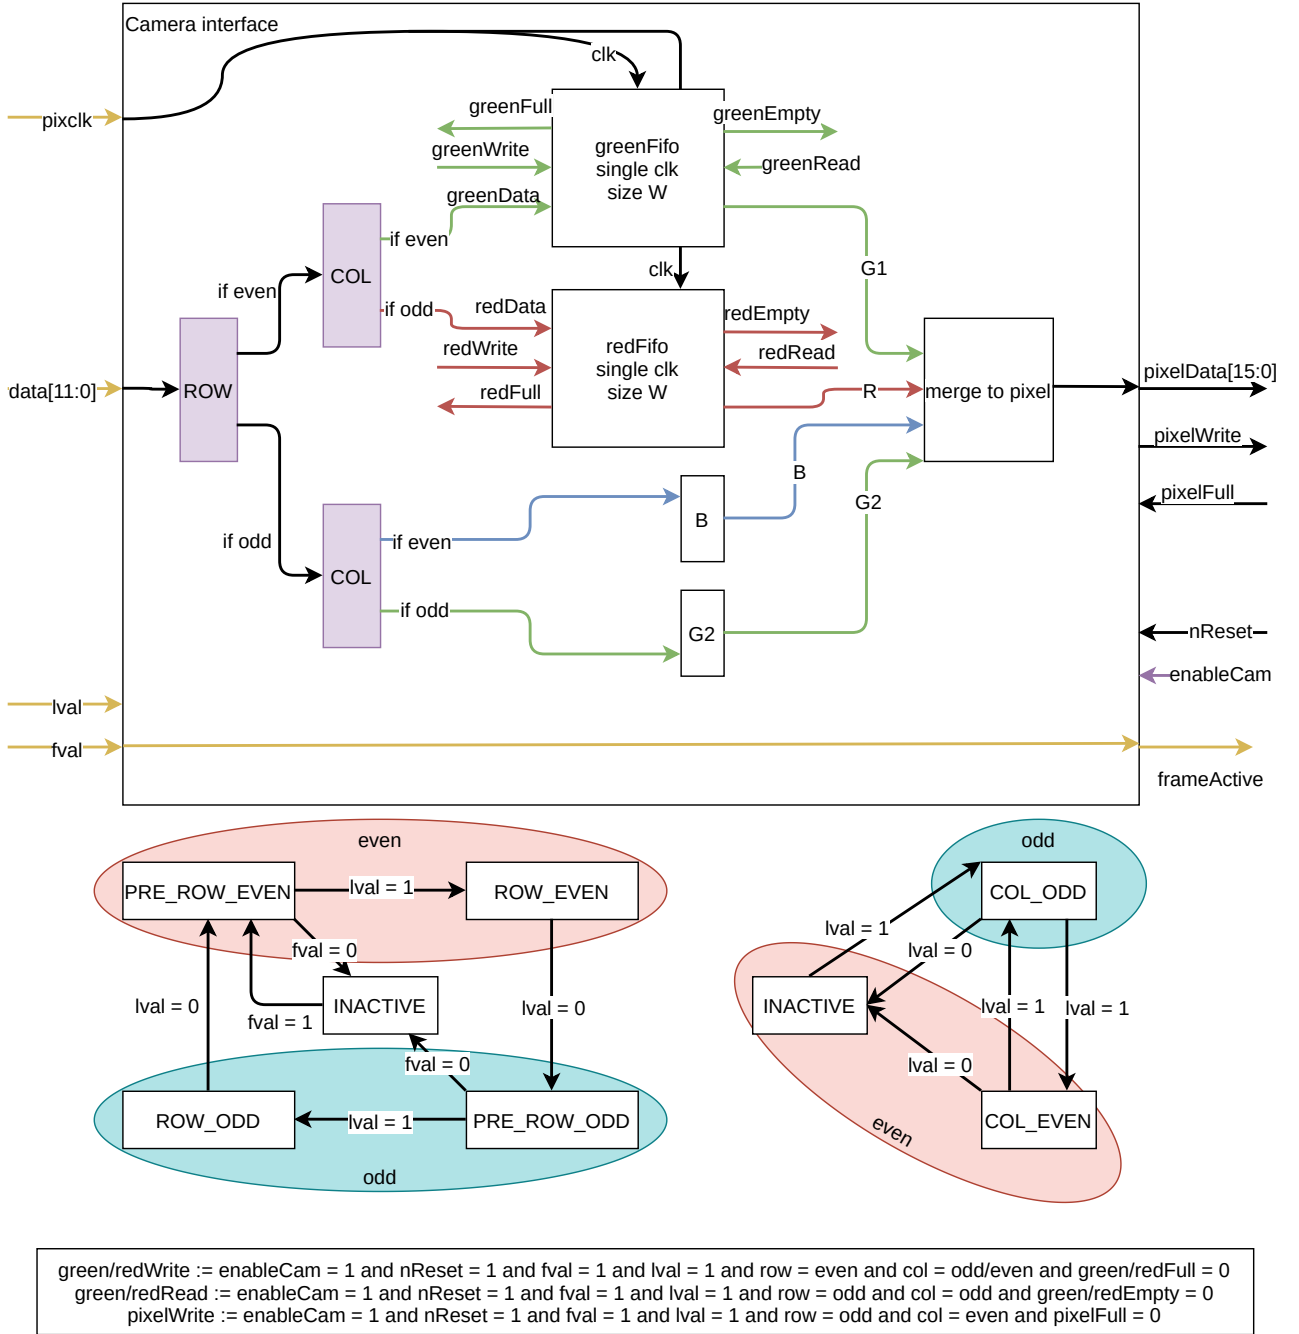 Camera interface
clk
pixclk
greenFull
greenEmpty
greenWrite
greenFifo
single clk
size W
greenRead
greenData
if even
COL
G1
clk
if even
if odd
redData
redEmpty
redWrite
redFifo
single clk
size W
redRead
redFull
R
data[11:0]
ROW
merge to pixel
pixelData[15:0]
pixelWrite
B
pixelFull
G2
B
if odd
if even
COL
if odd
G2
nReset
enableCam
lval
fval
frameActive
even
PRE_ROW_EVEN
lval = 1
ROW_EVEN
fval = 0
INACTIVE
lval = 0
fval = 1
lval = 0
fval = 0
ROW_ODD
lval = 1
PRE_ROW_ODD
odd
odd
COL_ODD
lval = 1
lval = 0
INACTIVE
lval = 1
lval = 1
lval = 0
COL_EVEN
even
green/redWrite := enableCam = 1 and nReset = 1 and fval = 1 and lval = 1 and row = even and col = odd/even and green/redFull = 0
green/redRead := enableCam = 1 and nReset = 1 and fval = 1 and lval = 1 and row = odd and col = odd and green/redEmpty = 0
pixelWrite := enableCam = 1 and nReset = 1 and fval = 1 and lval = 1 and row = odd and col = even and pixelFull = 0